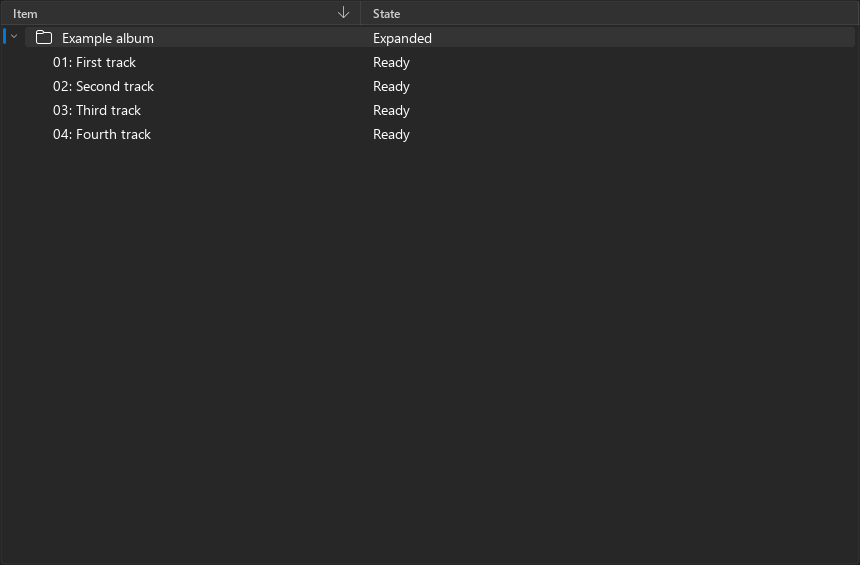 Item State
Example album Expanded
01: First track Ready
02: Second track Ready
03: Third track Ready
04: Fourth track Ready